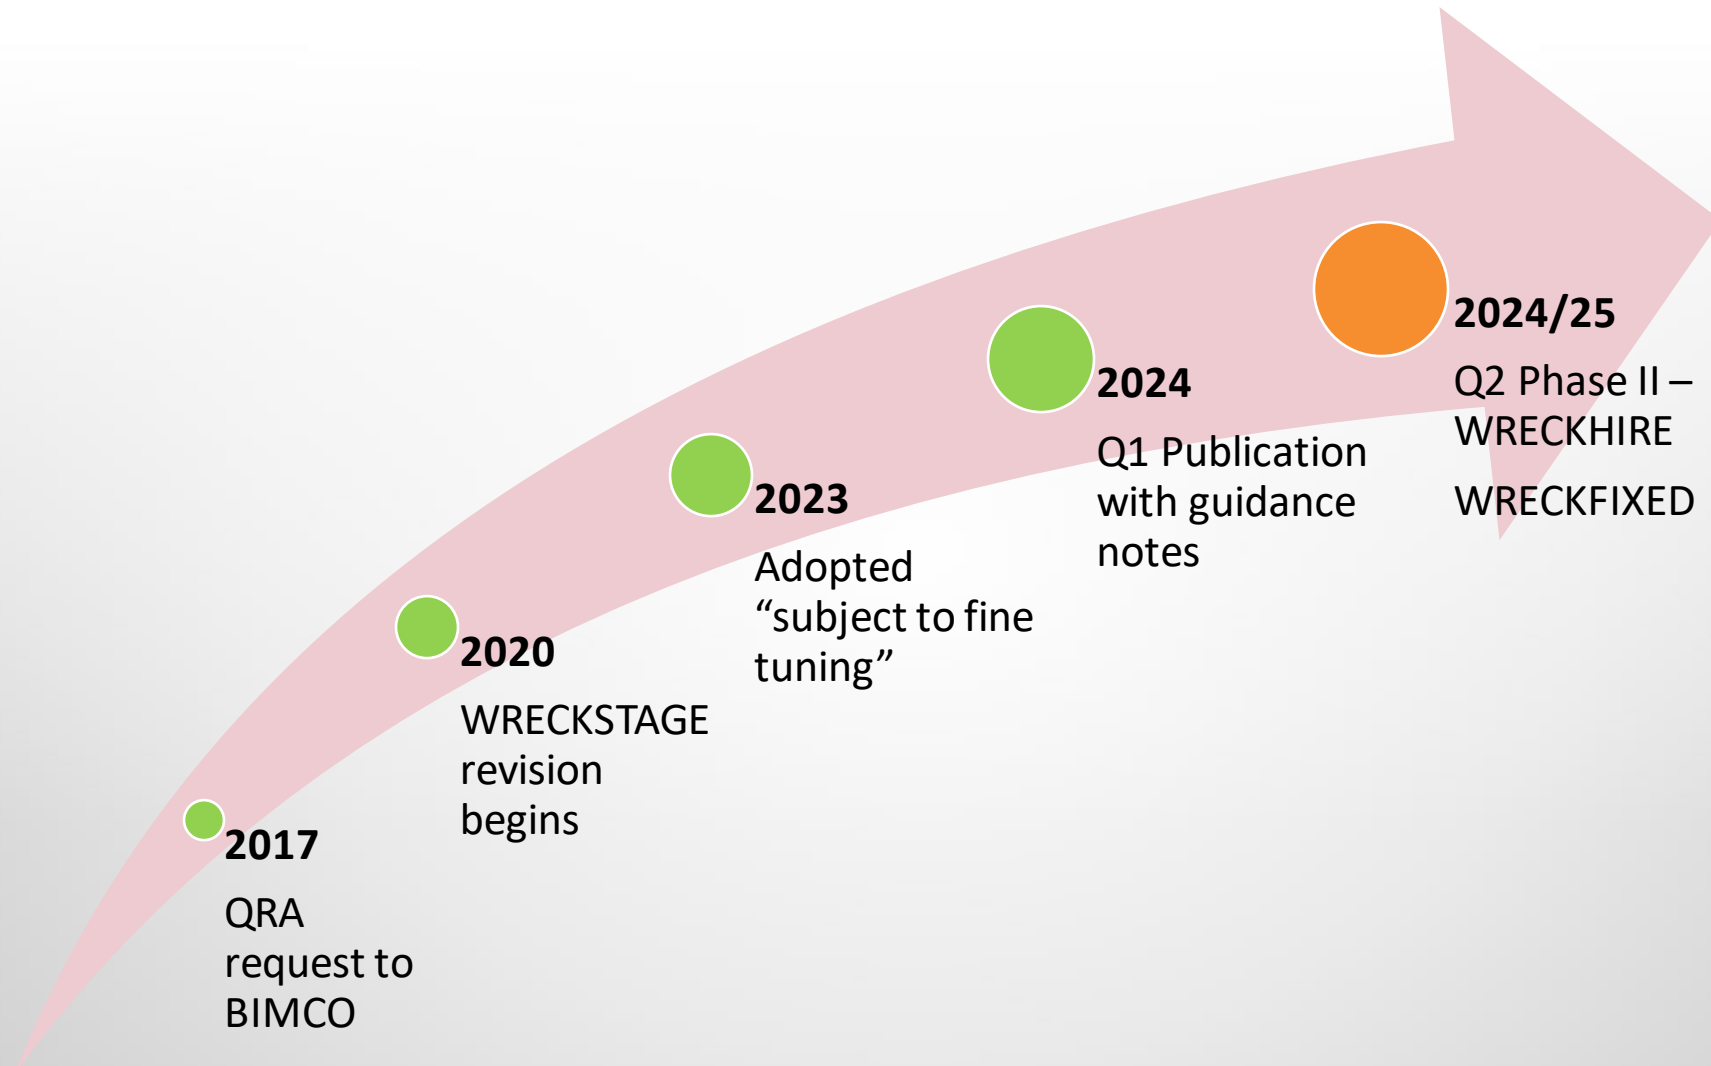 2017
QRA
request to
BIMCO
2020
WRECKSTAGE
revision
begins
2023
Adopted
“subject to fine
tuning”
2024
Q1 Publication
with guidance
notes
2024/25
Q2 Phase II –
WRECKHIRE
WRECKFIXED